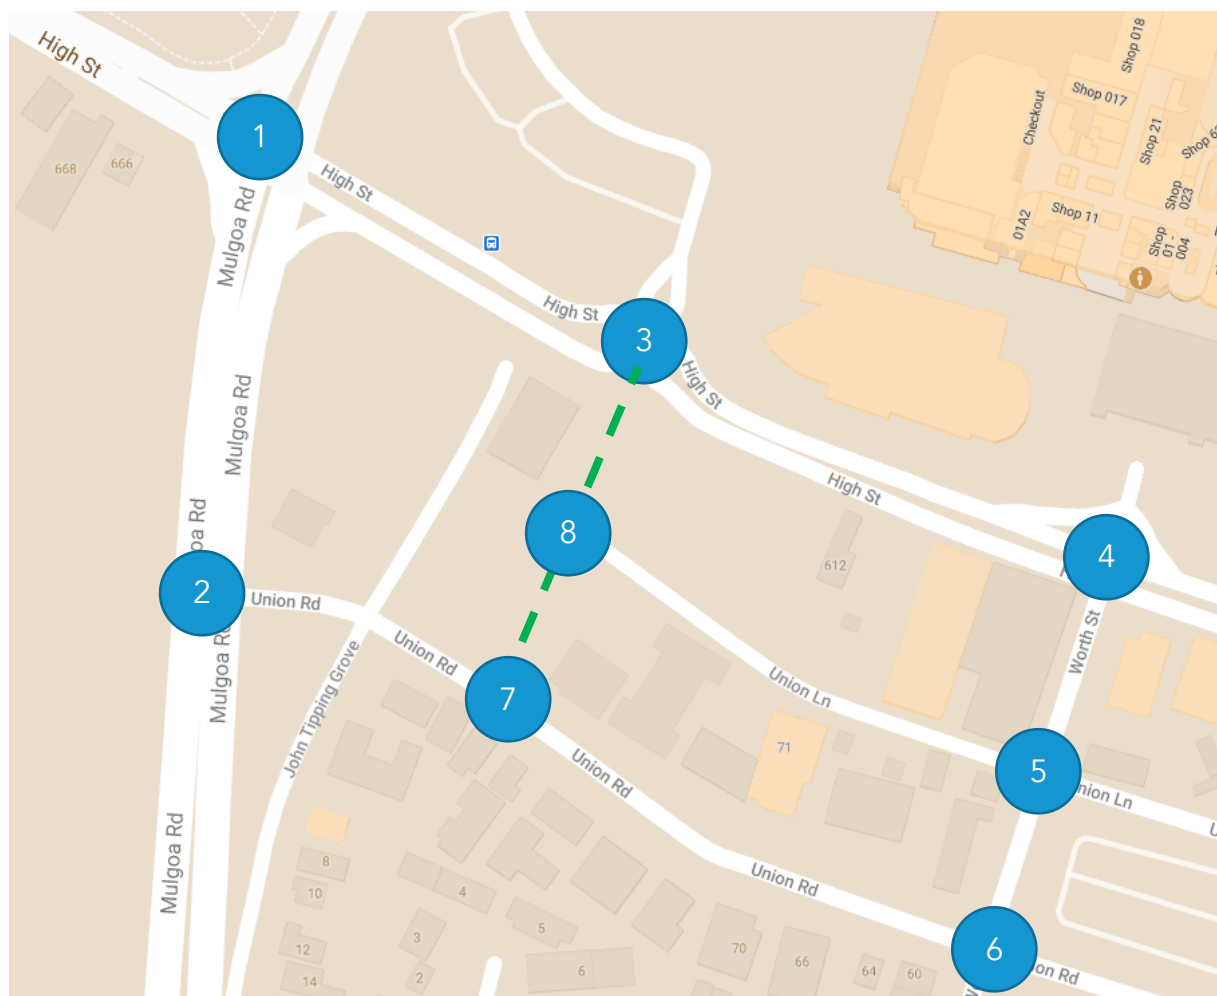 High St
Shop 018
Shop 017
Checkout
Shop 21
1
668
666
High St
Mulgoa Rd
Shop
023
Shop 11
01A2
Shop
01 -
004
High St
3
High St
Mulgoa Rd
High St
8
4
612
2
Union Rd
Worth St
Union Rd
Mulgoa Rd
John Tipping Grove
7
Union Ln
71
Union Rd
5
Union Ln
Mulgoa Rd
8
10
4
Union Rd
5
3
12
70
6
66
64
60
6
2
14